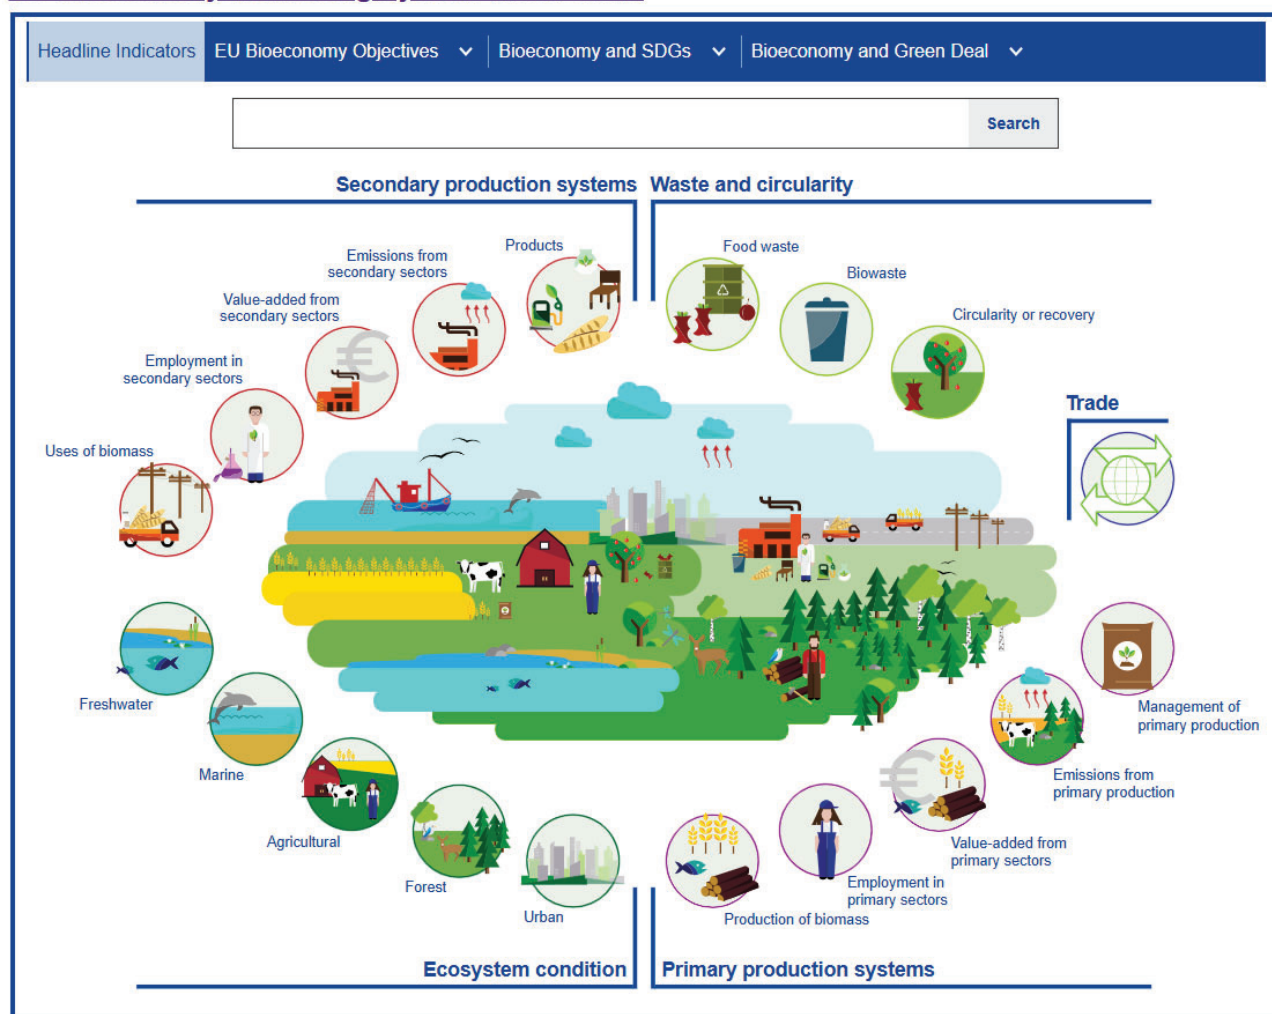 Headline Indicators
EU Bioeconomy Objectives
Bioeconomy and SDGs
Bioeconomy and Green Deal
Search
Secondary production systems
Waste and circularity
Products
Emissions from
secondary sectors
Value-added from
secondary sectors
Employment in
secondary sectors
Uses of biomass
Food waste
Biowaste
Circularity or recovery
Trade
Freshwater
Marine
Agricultural
Forest
Urban
Management of
primary production
Emissions from
primary production
Value-added from
primary sectors
Employment in
primary sectors
Production of biomass
Ecosystem condition
Primary production systems